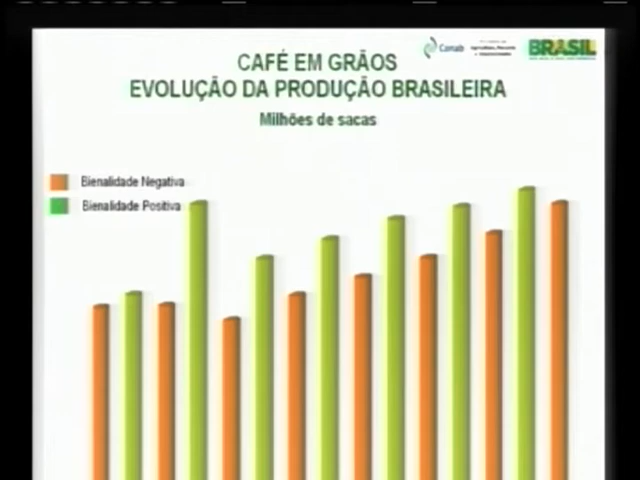 Conab
BRASIL
CAFÉ EM GRÃOS
EVOLUÇÃO DA PRODUÇÃO BRASILEIRA
Milhões de sacas
Bienalidade Negativa
Bienalidade Positiva